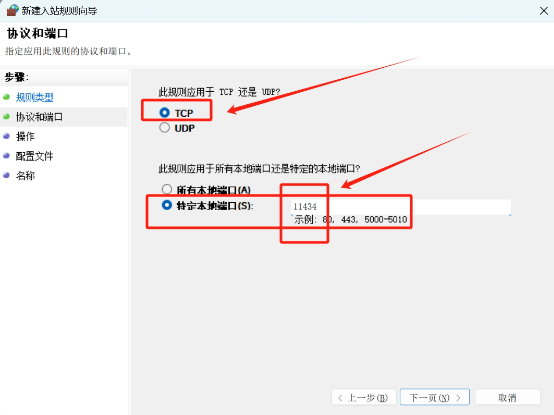 新建入站规则向导
协议和端口
指定应用此规则的协议和端口。
步骤:
规则类型
协议和端口
操作
配置文件
名称
此规则应用于 TCP 还是 UDP?
TCP
UDP
此规则应用于所有本地端口还是特定的本地端口?
所有本地端口(A)
特定本地端口(S):
11434
示例: 80, 443, 5000-5010
< 上一步(B)
下一页(N) >
取消